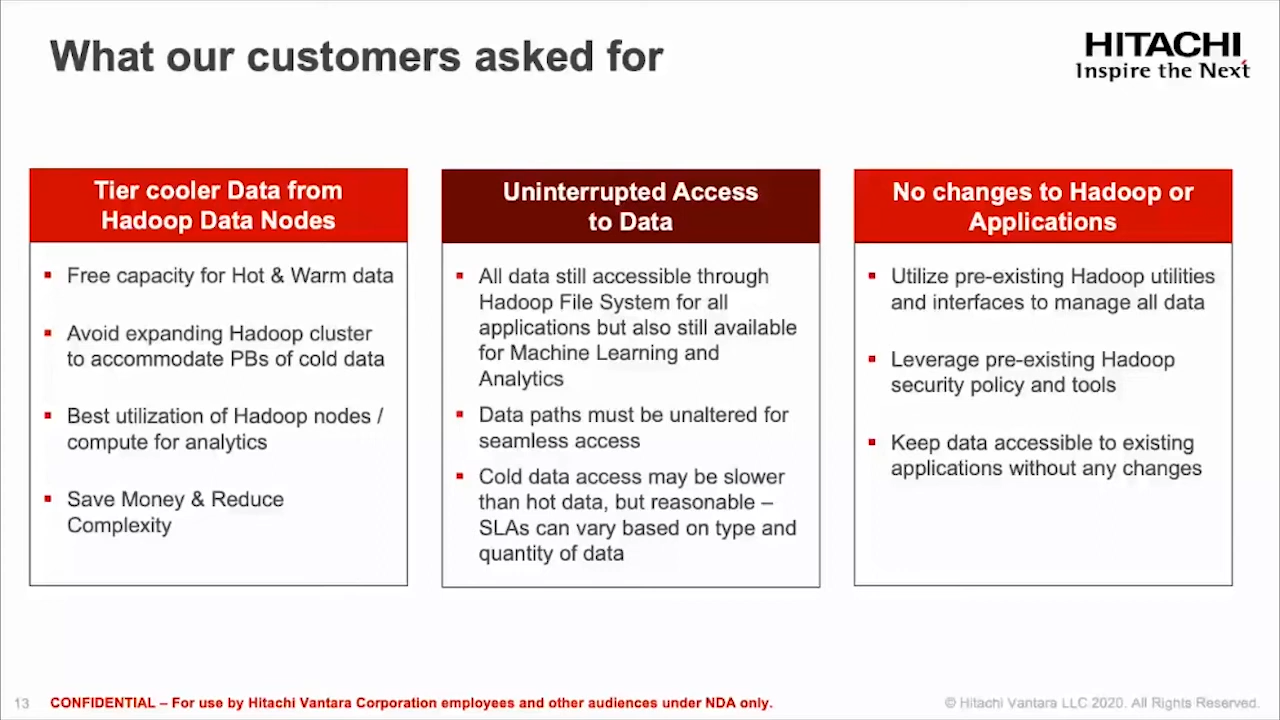 What our customers asked for
HITACHI
Inspire the Next
Tier cooler Data from
Hadoop Data Nodes
▪ Free capacity for Hot & Warm data
▪ Avoid expanding Hadoop cluster
to accommodate PBs of cold data
▪ Best utilization of Hadoop nodes /
compute for analytics
▪ Save Money & Reduce
Complexity
Uninterrupted Access
to Data
▪ All data still accessible through
Hadoop File System for all
applications but also still available
for Machine Learning and
Analytics
▪ Data paths must be unaltered for
seamless access
▪ Cold data access may be slower
than hot data, but reasonable –
SLAs can vary based on type and
quantity of data
No changes to Hadoop or
Applications
▪ Utilize pre-existing Hadoop utilities
and interfaces to manage all data
▪ Leverage pre-existing Hadoop
security policy and tools
▪ Keep data accessible to existing
applications without any changes
13
CONFIDENTIAL – For use by Hitachi Vantara Corporation employees and other audiences under NDA only.
© Hitachi Vantara LLC 2020. All Rights Reserved.